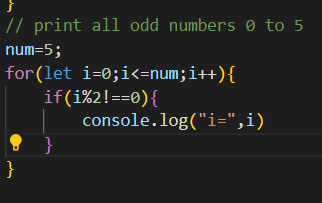 }
// print all odd numbers 0 to 5
num=5;
for(let i=0;i<=num;i++){
    if(i%2!==0){
        console.log("i=",i)
    }
}